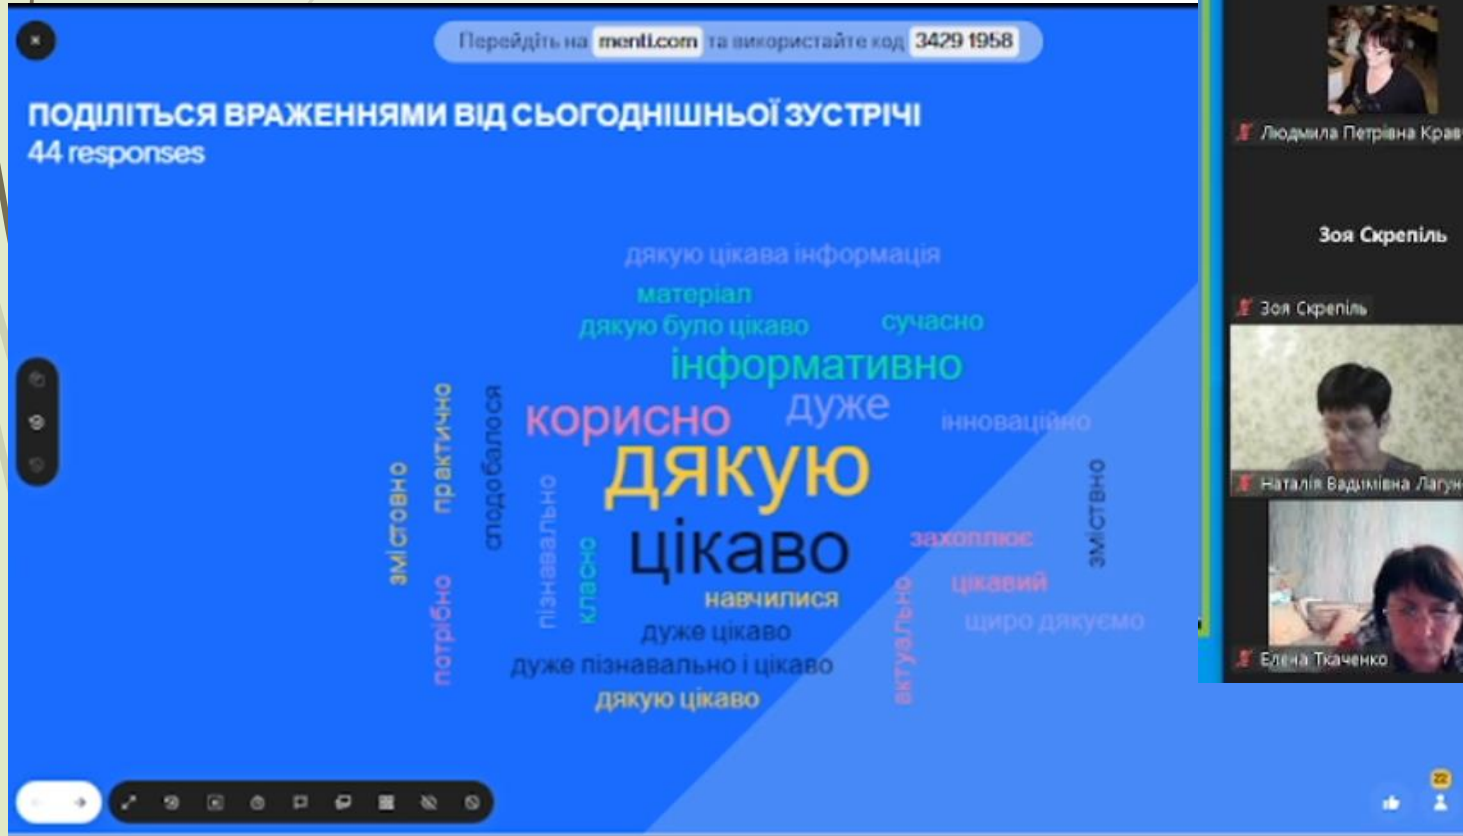 Перейдіть на menti.com та використайте код 3429 1958
ПОДІЛІТЬСЯ ВРАЖЕННЯМИ ВІД СЬОГОДНІШНЬОЇ ЗУСТРІЧІ
44 responses
дякую цікава інформація
матеріал
дякую було цікаво
сучасно
інформативно
корисно
дуже
інноваційно
дякую
практично
сподобалося
змістовно
пізнавально
класно
потрібно
цікаво
захоплює
зміствно
цікавий
навчилися
актуально
щиро дякуємо
дуже цікаво
дуже пізнавально і цікаво
дякую цікаво
22
Людмила Петрівна Крав
Зоя Скрепіль
Зоя Скрепіль
Наталія Вадимівна Лагун
Елена Ткаченко